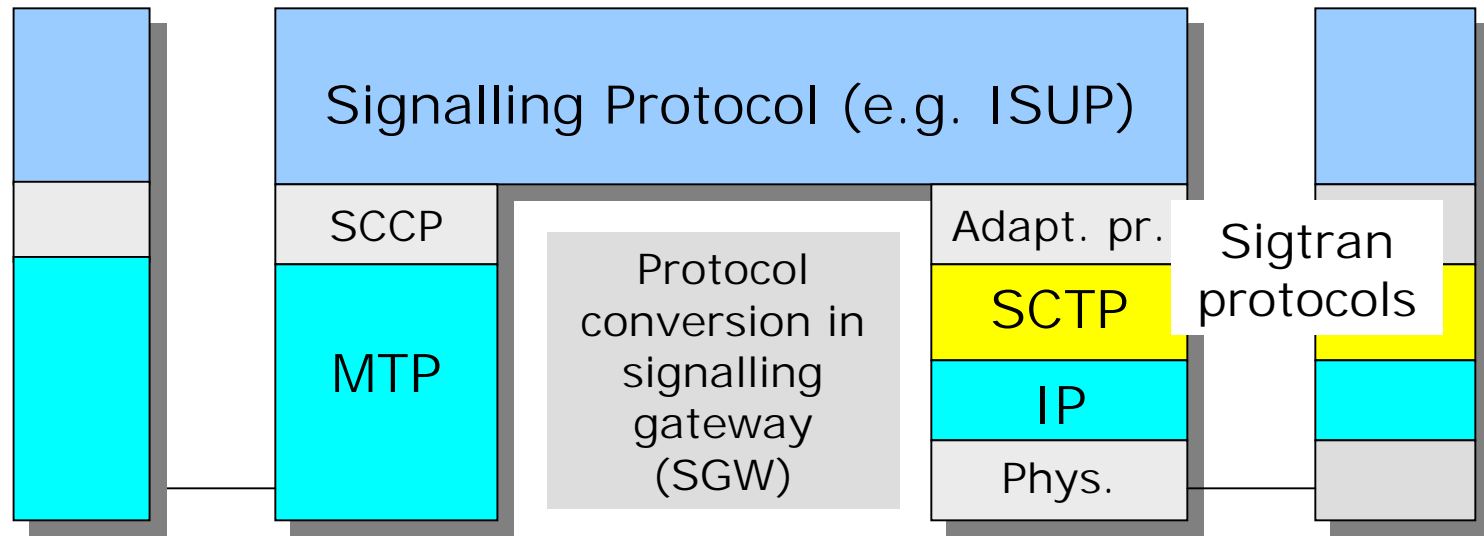 Signalling Protocol (e.g. ISUP)
SCCP
MTP
Protocol
conversion in
signalling
gateway
(SGW)
Adapt. pr.
SCTP
IP
Phys.
Sigtran
protocols